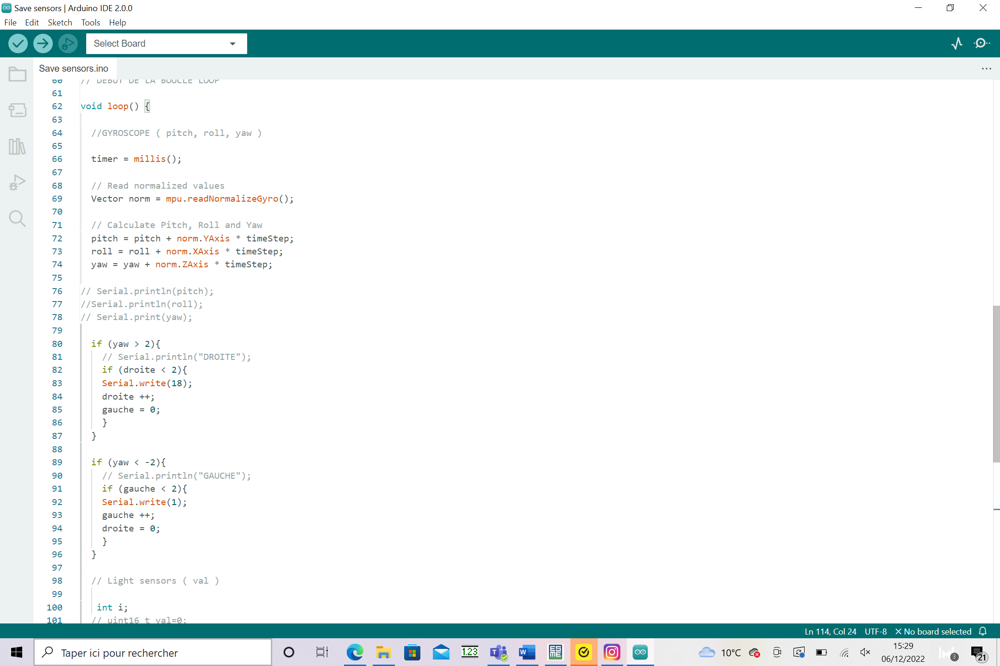 Save sensors | Arduino IDE 2.0.0
File Edit Sketch Tools Help
Select Board
Save sensors.ino
60 // DEBUT DE LA BOUCLE LOOP
61
62 void loop() {
63
64 //GYROSCOPE ( pitch, roll, yaw )
65
66 timer = millis();
67
68 // Read normalized values
69 Vector norm = mpu.readNormalizeGyro();
70
71 // Calculate Pitch, Roll and Yaw
72 pitch = pitch + norm.YAxis * timeStep;
73 roll = roll + norm.XAxis * timeStep;
74 yaw = yaw + norm.ZAxis * timeStep;
75
76 // Serial.println(pitch);
77 //Serial.println(roll);
78 // Serial.print(yaw);
79
80 if (yaw > 2){
81 // Serial.println("DROITE");
82 if (droite < 2){
83 Serial.write(18);
84 droite ++;
85 gauche = 0;
86 }
87 }
88
89 if (yaw < -2){
90 // Serial.println("GAUCHE");
91 if (gauche < 2){
92 Serial.write(1);
93 gauche ++;
94 droite = 0;
95 }
96 }
97
98 // Light sensors ( val )
99
100 int i;
101 // uint16_t val=0;
Ln 114, Col 24 UTF-8 No board selected
Taper ici pour rechercher
1.23
T
W
ESME
10°C
3
15:29
06/12/2022
21